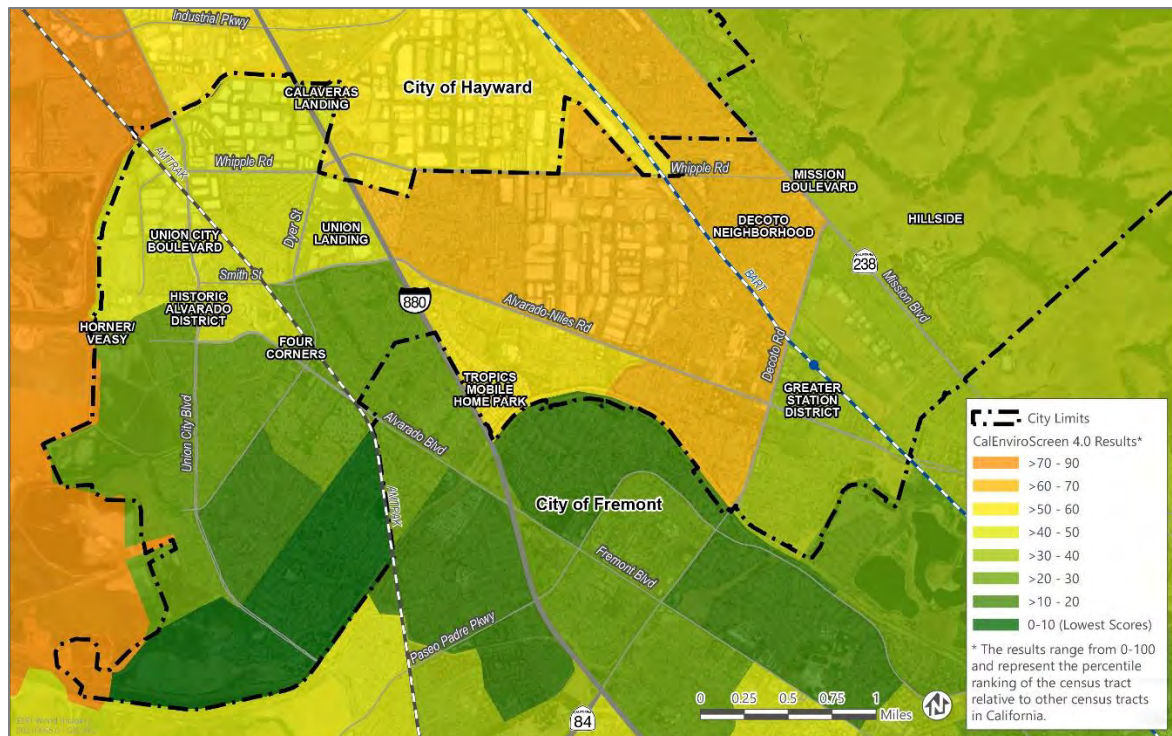 Industrial Pkwy
City of Hayward
CALAVERAS
LANDING
AMTRAK
Whipple Rd
Whipple Rd
MISSION
BOULEVARD
DECOTO
NEIGHBORHOOD
HILLSIDE
Dyer St
UNION
LANDING
UNION CITY
BOULEVARD
238
BART
Mission Blvd
Smith St
880
HISTORIC
ALVARADO
DISTRICT
Alvarado-Niles Rd
HORNER/
VEASY
FOUR
CORNERS
Decoto Rd
TROPICS
MOBILE
HOME PARK
GREATER
STATION
DISTRICT
Union City Blvd
Alvarado Blvd
AMTRAK
City of Fremont
Fremont Blvd
Paseo Padre Pkwy
84
0 0.25 0.5 0.75 1
Miles
N
City Limits
CalEnviroScreen 4.0 Results*
>70 - 90
>60 - 70
>50 - 60
>40 - 50
>30 - 40
>20 - 30
>10 - 20
0-10 (Lowest Scores)
* The results range from 0-100
and represent the percentile
ranking of the census tract
relative to other census tracts
in California.